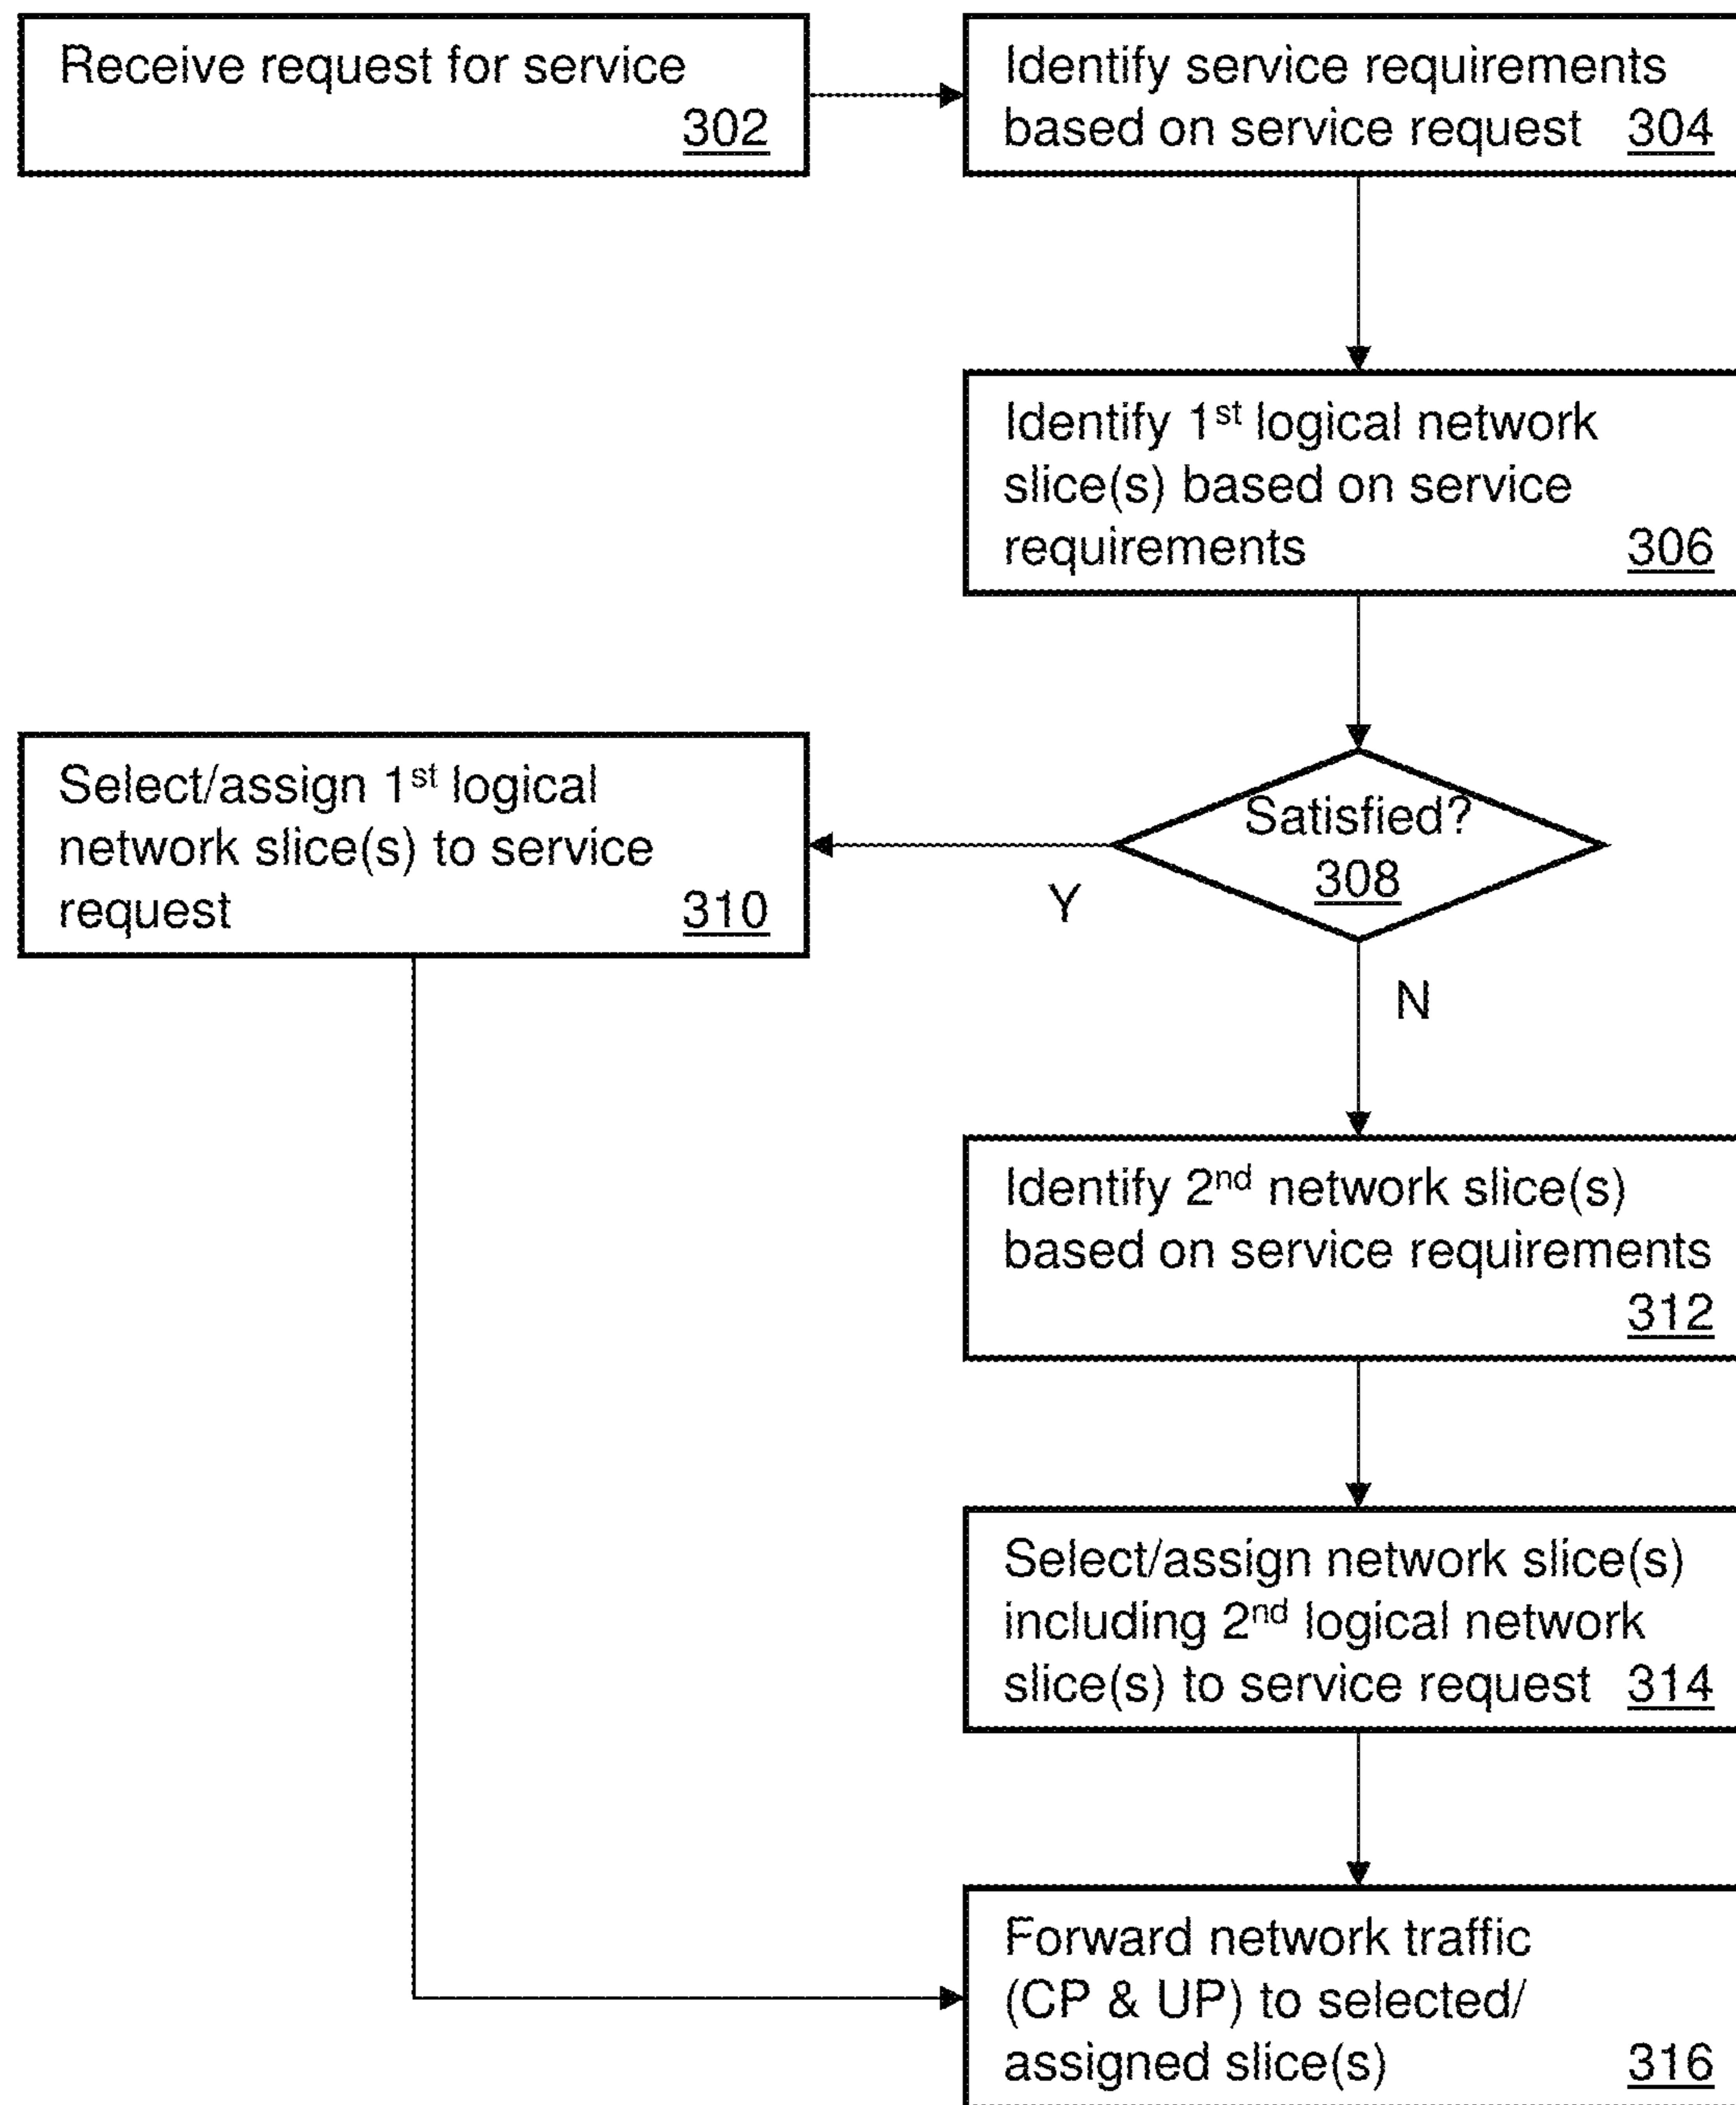 Receive request for service
302
Identify service requirements
based on service request 304
Identify 1st logical network
slice(s) based on service
requirements 306
Satisfied?
308
Y
N
Select/assign 1st logical
network slice(s) to service
request 310
Identify 2nd network slice(s)
based on service requirements
312
Select/assign network slice(s)
including 2nd logical network
slice(s) to service request 314
Forward network traffic
(CP & UP) to selected/
assigned slice(s) 316